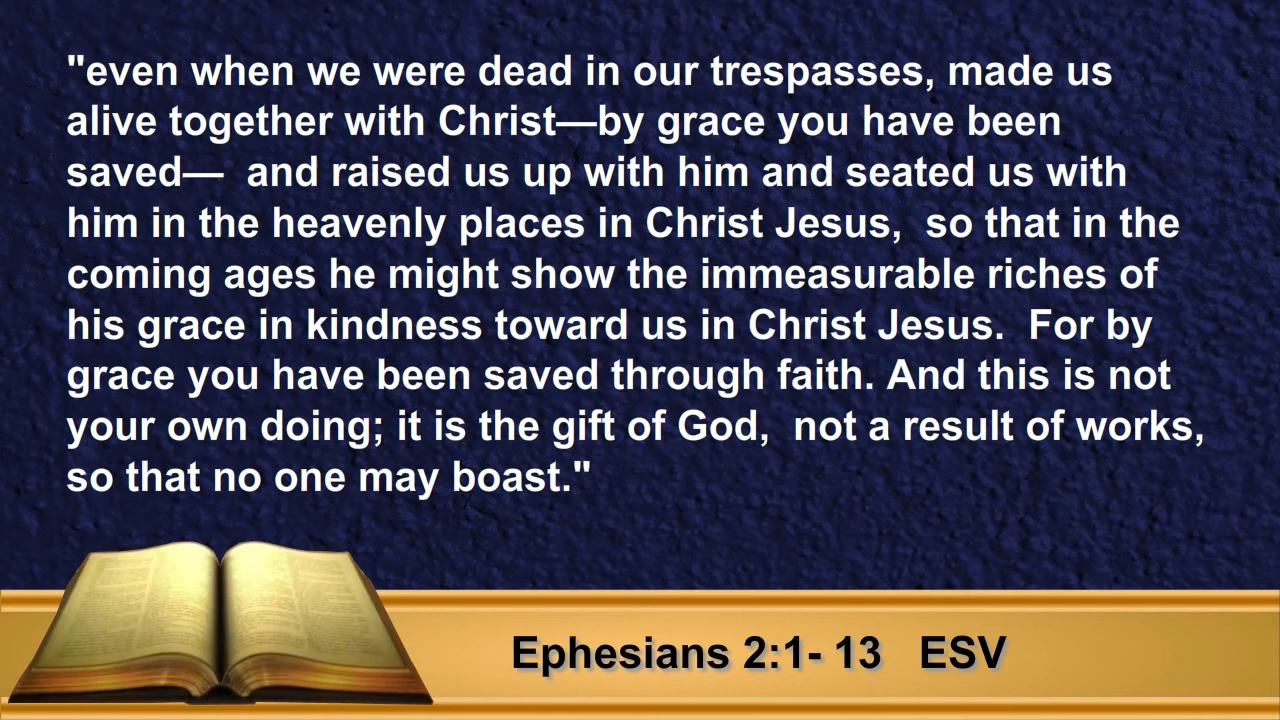 "even when we were dead in our trespasses, made us
alive together with Christ—by grace you have been
saved—  and raised us up with him and seated us with
him in the heavenly places in Christ Jesus,  so that in the
coming ages he might show the immeasurable riches of
his grace in kindness toward us in Christ Jesus.  For by
grace you have been saved through faith. And this is not
your own doing; it is the gift of God,  not a result of works,
so that no one may boast."
Ephesians 2:1- 13   ESV